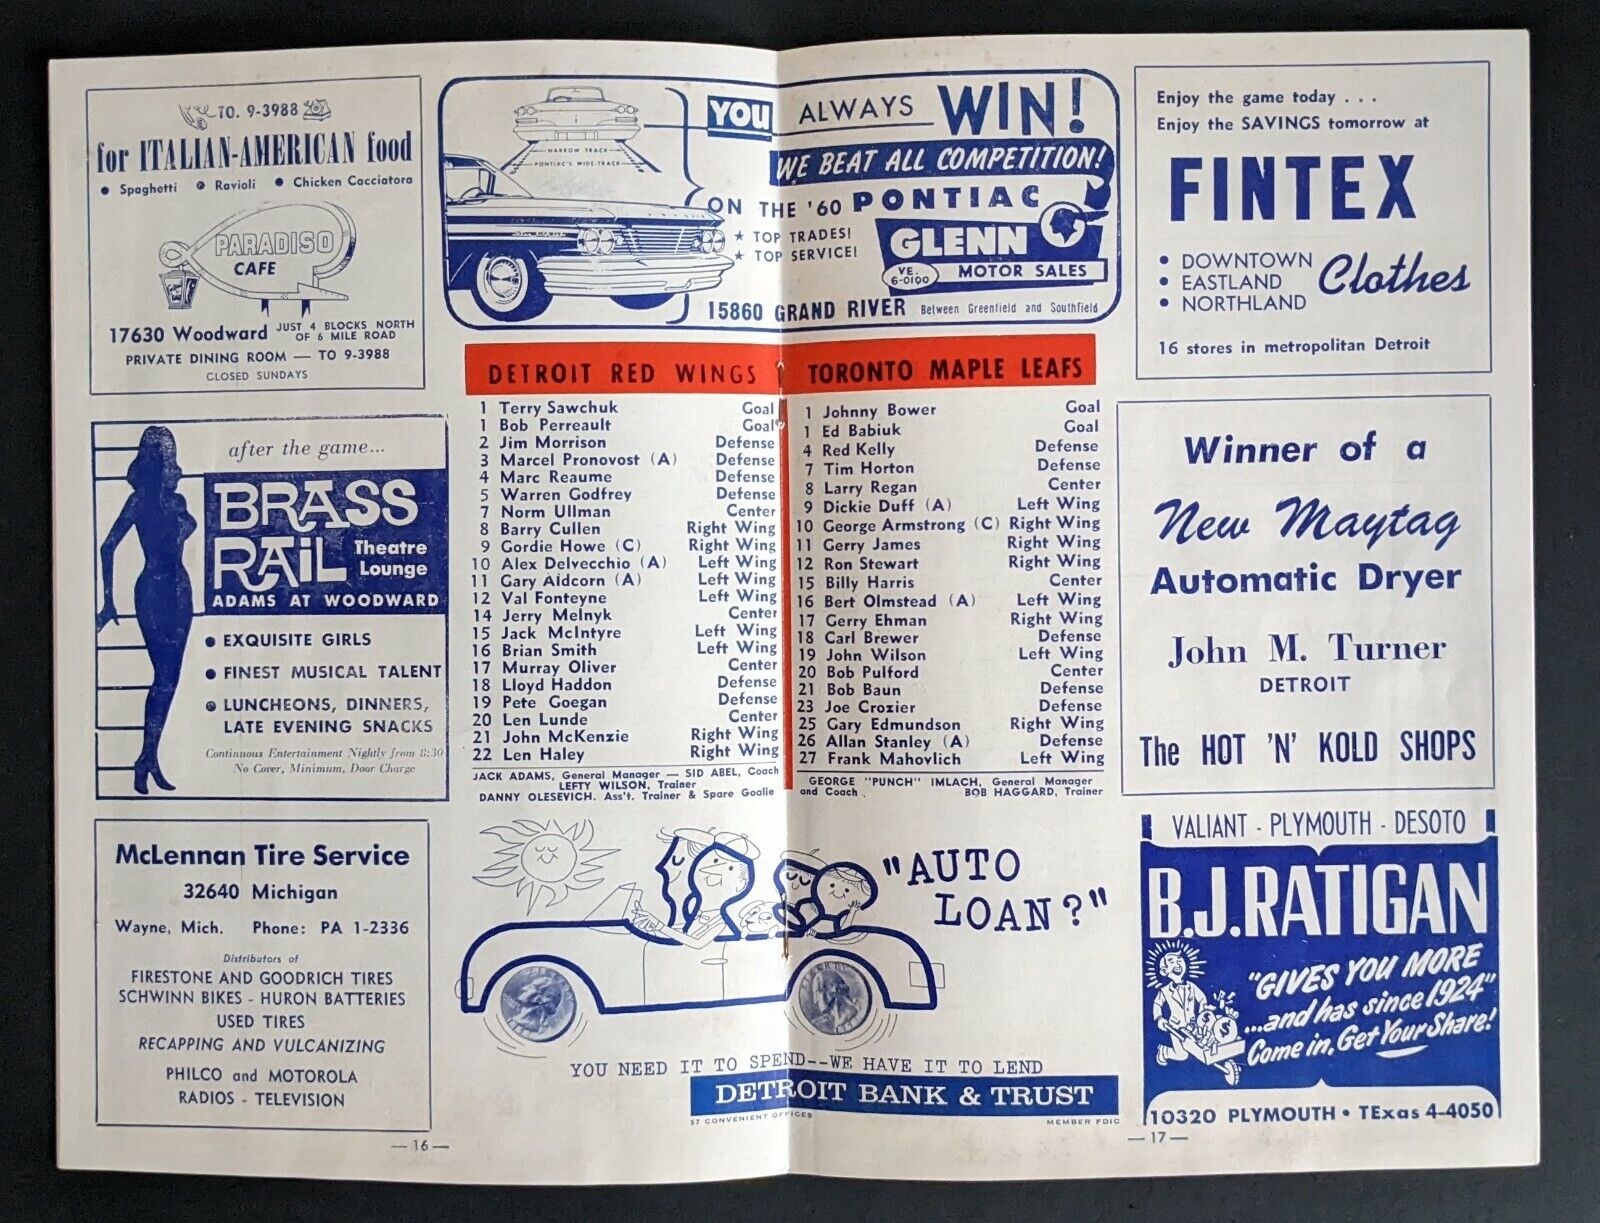 TO. 9-3988
for ITALIAN-AMERICAN food
• Spaghetti • Ravioli • Chicken Cacciatora
PARADISO
CAFE
17630 Woodward JUST 4 BLOCKS NORTH
OF 6 MILE ROAD
PRIVATE DINING ROOM — TO 9-3988
CLOSED SUNDAYS
after the game...
BRASS
RAIL Theatre
Lounge
ADAMS AT WOODWARD
• EXQUISITE GIRLS
• FINEST MUSICAL TALENT
• LUNCHEONS, DINNERS,
LATE EVENING SNACKS
Continuous Entertainment Nightly from 8:30
No Cover, Minimum, Door Charge
McLennan Tire Service
32640 Michigan
Wayne, Mich. Phone: PA 1-2336
Distributors of
FIRESTONE AND GOODRICH TIRES
SCHWINN BIKES - HURON BATTERIES
USED TIRES
RECAPPING AND VULCANIZING
PHILCO and MOTOROLA
RADIOS - TELEVISION
— 16 —
NARROW TRACK
PONTIAC'S WIDE-TRACK
YOU ALWAYS WIN!
WE BEAT ALL COMPETITION!
ON THE '60 PONTIAC
★ TOP TRADES!
★ TOP SERVICE!
GLENN
VE.
6-0100
MOTOR SALES
15860 GRAND RIVER Between Greenfield and Southfield
DETROIT RED WINGS
1 Terry Sawchuk Goal
1 Bob Perreault Goal
2 Jim Morrison Defense
3 Marcel Pronovost (A) Defense
4 Marc Reaume Defense
5 Warren Godfrey Defense
7 Norm Ullman Center
8 Barry Cullen Right Wing
9 Gordie Howe (C) Right Wing
10 Alex Delvecchio (A) Left Wing
11 Gary Aldcorn (A) Left Wing
12 Val Fonteyne Left Wing
14 Jerry Melnyk Center
15 Jack McIntyre Left Wing
16 Brian Smith Left Wing
17 Murray Oliver Center
18 Lloyd Haddon Defense
19 Pete Goegan Defense
20 Len Lunde Center
21 John McKenzie Right Wing
22 Len Haley Right Wing
JACK ADAMS, General Manager — SID ABEL, Coach
LEFTY WILSON, Trainer
DANNY OLESEVICH. Ass't. Trainer & Spare Goalie
TORONTO MAPLE LEAFS
1 Johnny Bower Goal
1 Ed Babiuk Goal
4 Red Kelly Defense
7 Tim Horton Defense
8 Larry Regan Center
9 Dickie Duff (A) Left Wing
10 George Armstrong (C) Right Wing
11 Gerry James Right Wing
12 Ron Stewart Right Wing
15 Billy Harris Center
16 Bert Olmstead (A) Left Wing
17 Gerry Ehman Right Wing
18 Carl Brewer Defense
19 John Wilson Left Wing
20 Bob Pulford Center
21 Bob Baun Defense
23 Joe Crozier Defense
25 Gary Edmundson Right Wing
26 Allan Stanley (A) Defense
27 Frank Mahovlich Left Wing
GEORGE "PUNCH" IMLACH, General Manager
and Coach BOB HAGGARD, Trainer
"AUTO
LOAN?"
LIBERTY
YOU NEED IT TO SPEND--WE HAVE IT TO LEND
DETROIT BANK & TRUST
57 CONVENIENT OFFICES MEMBER FDIC
Enjoy the game today . . .
Enjoy the SAVINGS tomorrow at
FINTEX
• DOWNTOWN
• EASTLAND
• NORTHLAND
Clothes
16 stores in metropolitan Detroit
Winner of a
New Maytag
Automatic Dryer
John M. Turner
DETROIT
The HOT 'N' KOLD SHOPS
VALIANT - PLYMOUTH - DESOTO
B.J. RATIGAN
"GIVES YOU MORE
...and has since 1924"
Come in, Get Your Share!
$ $
10320 PLYMOUTH • TExas 4-4050
— 17 —